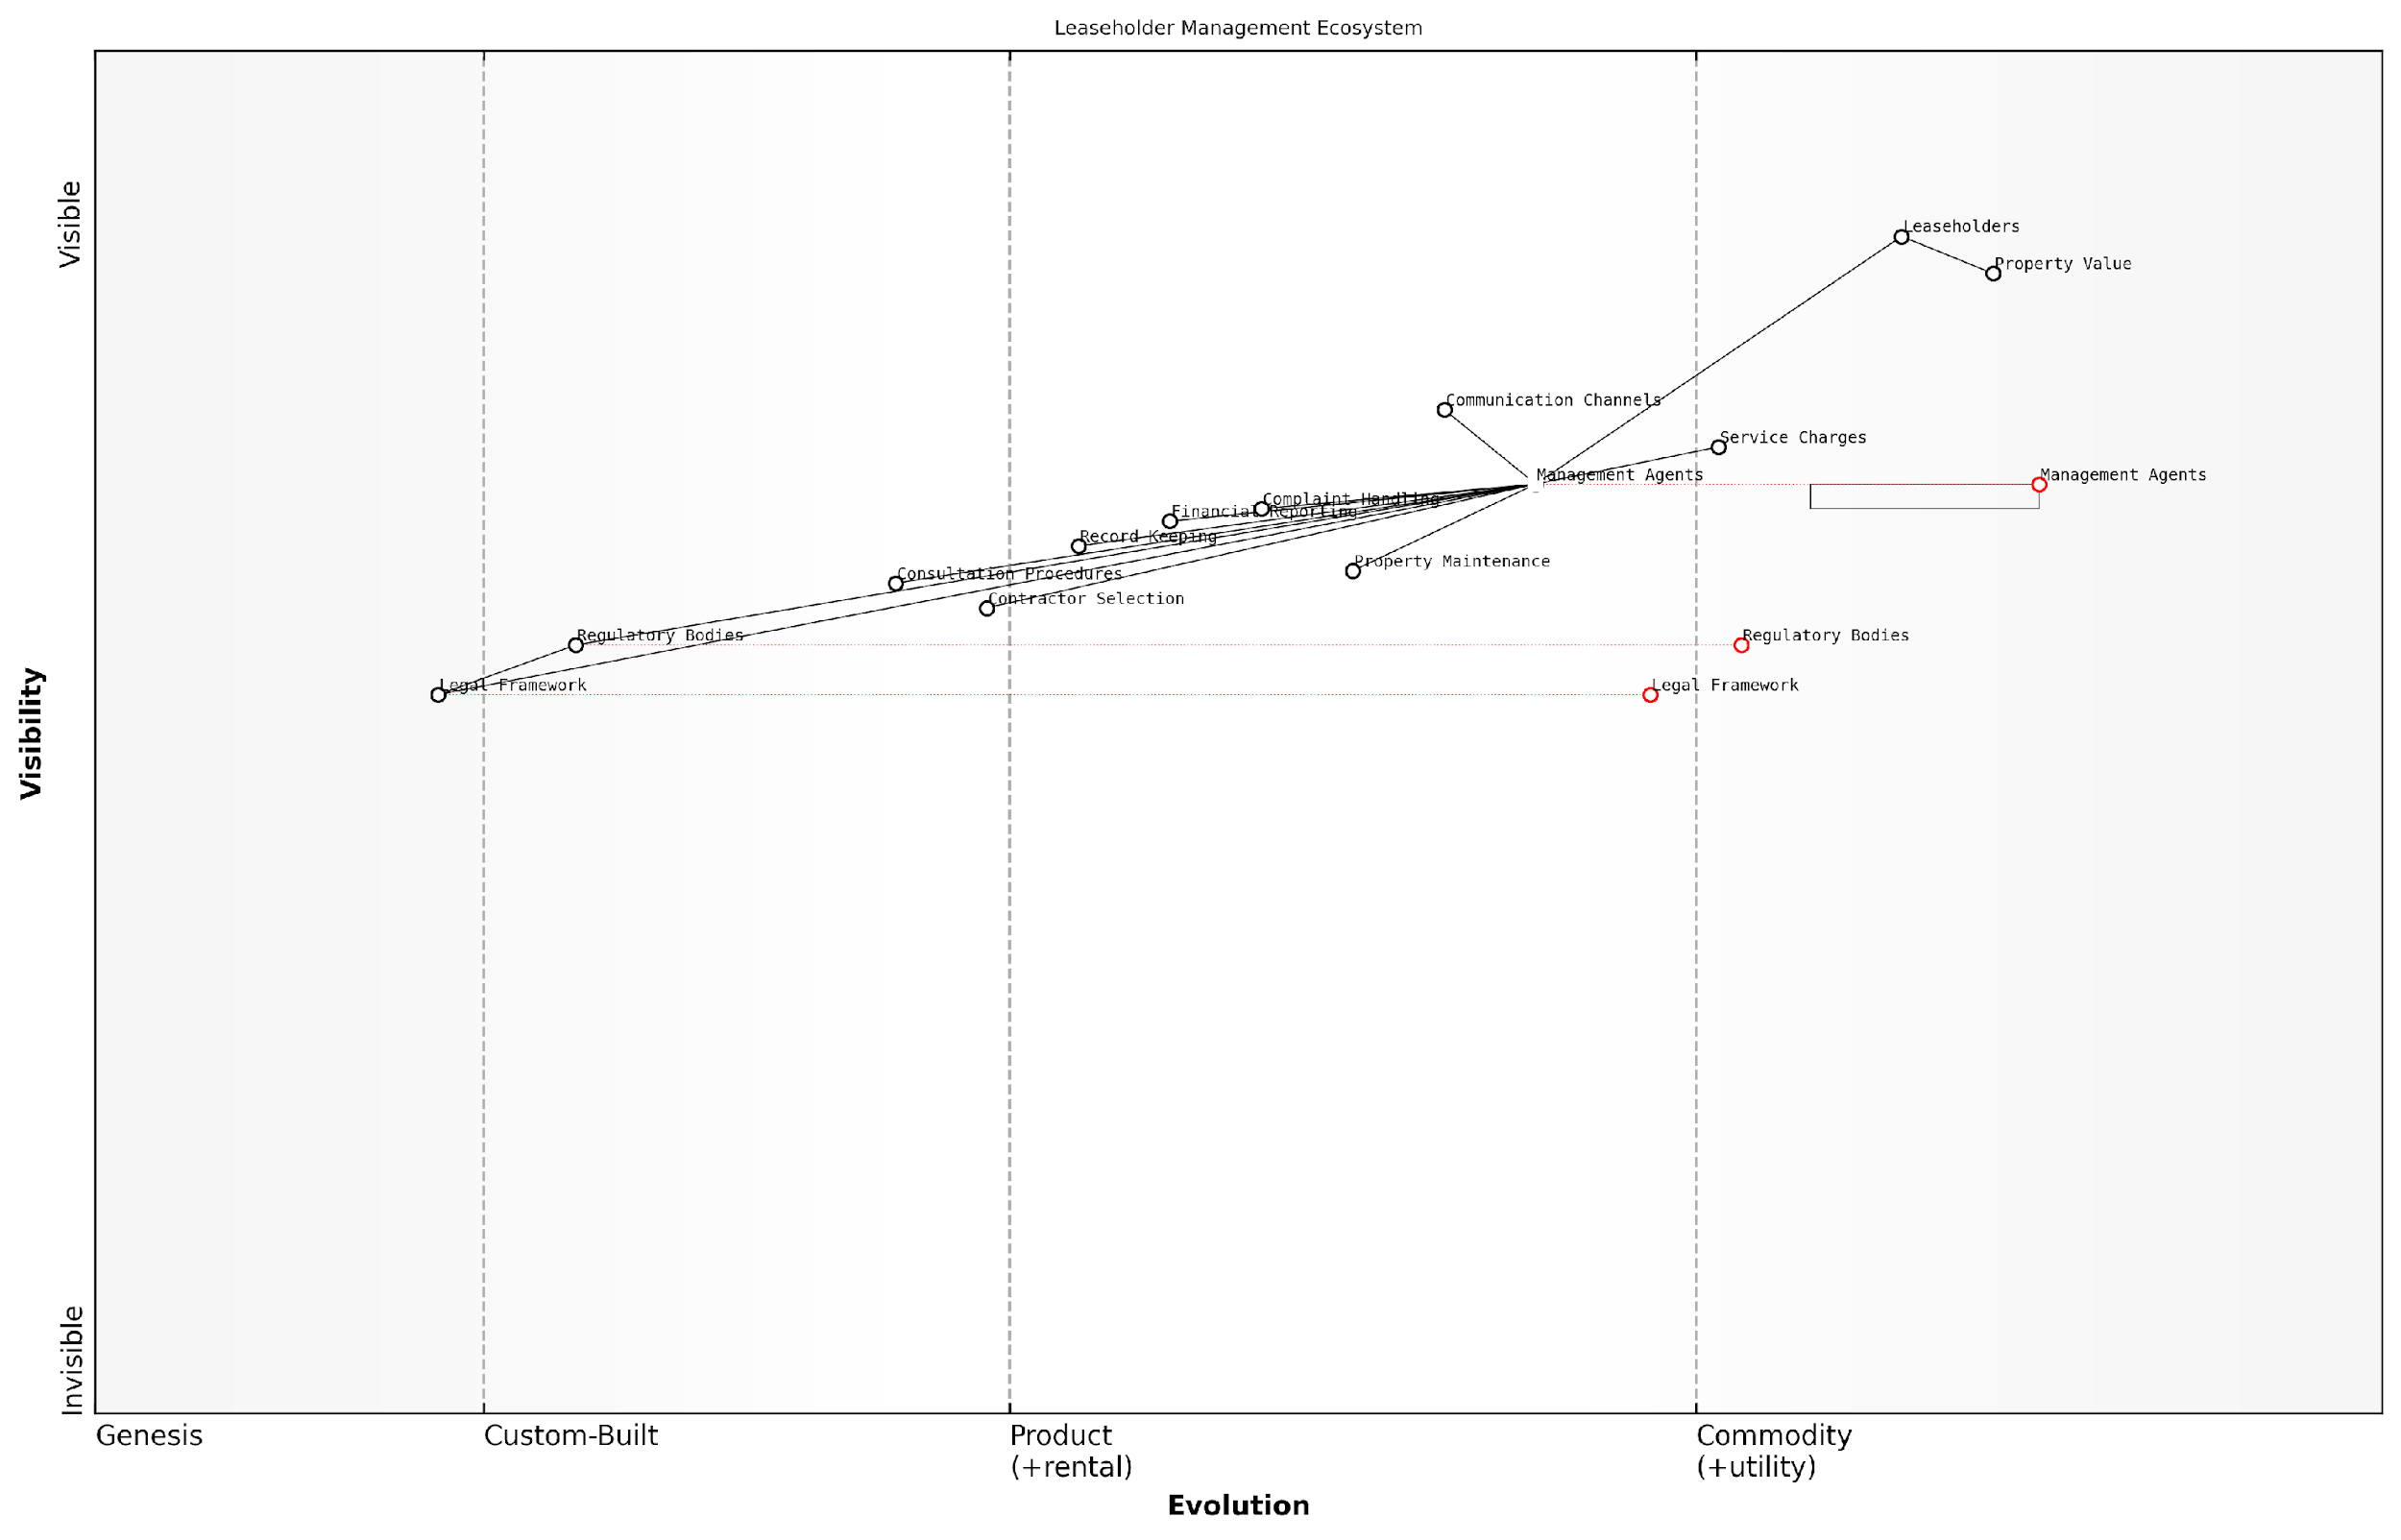 Leaseholder Management Ecosystem
Visible
Leaseholders
Property Value
Communication Channels
Service Charges
Management Agents
Management Agents
Complaint Handling
Financial Reporting
Record Keeping
Property Maintenance
Consultation Procedures
Contractor Selection
Regulatory Bodies
Regulatory Bodies
Legal Framework
Legal Framework
Visibility
Invisible
Genesis
Custom-Built
Product
(+rental)
Commodity
(+utility)
Evolution